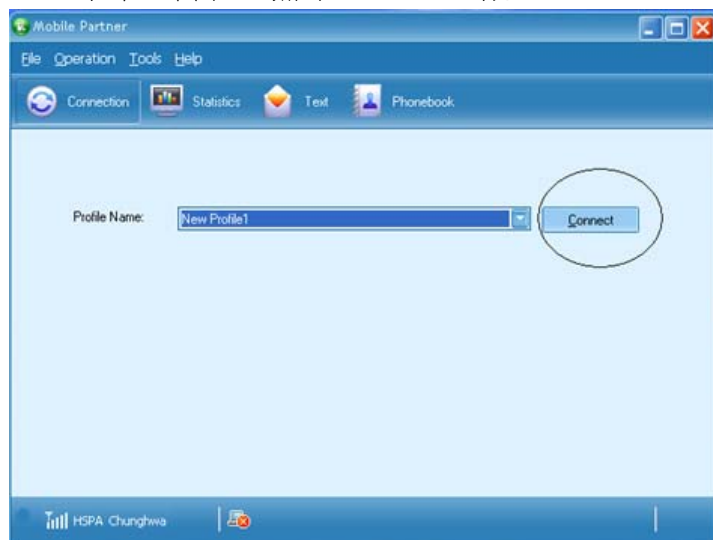 Mobile Partner
File Operation Tools Help
Connection Statistics Text Phonebook
Profile Name: New Profile1 Connect
HSPA Chunghwa